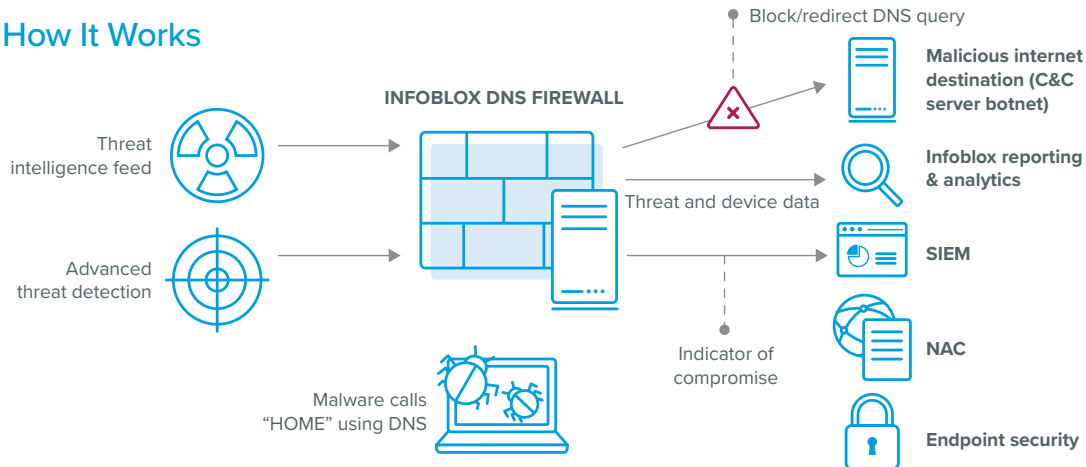 How It Works
Block/redirect DNS query
Threat
intelligence feed
INFOBLOX DNS FIREWALL
Malicious internet
destination (C&C
server botnet)
Infoblox reporting
& analytics
Threat and device data
Advanced
threat detection
SIEM
Indicator of
compromise
NAC
Malware calls
“HOME” using DNS
Endpoint security